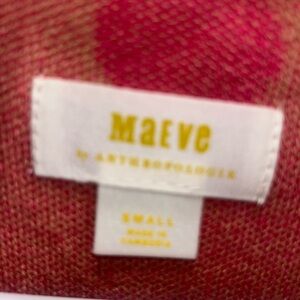 Maeve
BY ANTHROPOLOGIE
SMALL
MADE IN
CAMBODIA